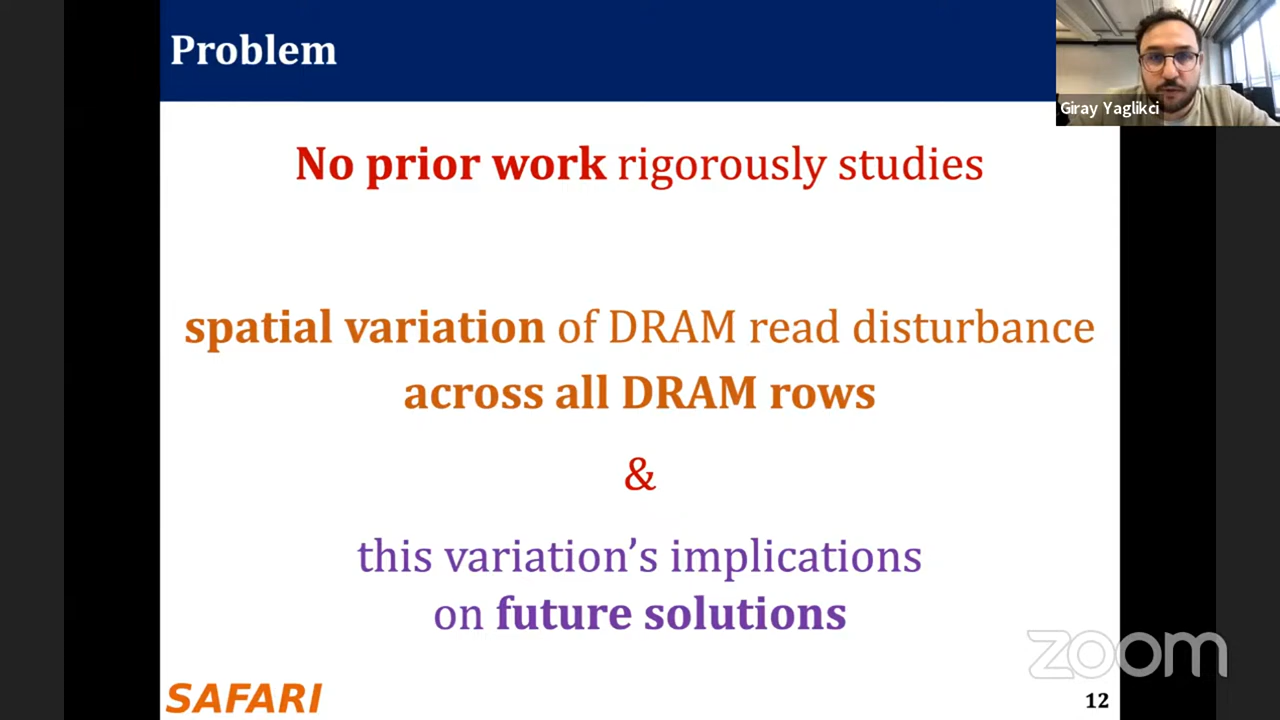 Problem
Giray Yaglikci
No prior work rigorously studies
spatial variation of DRAM read disturbance
across all DRAM rows
&
this variation’s implications
on future solutions
zoom
SAFARI
12